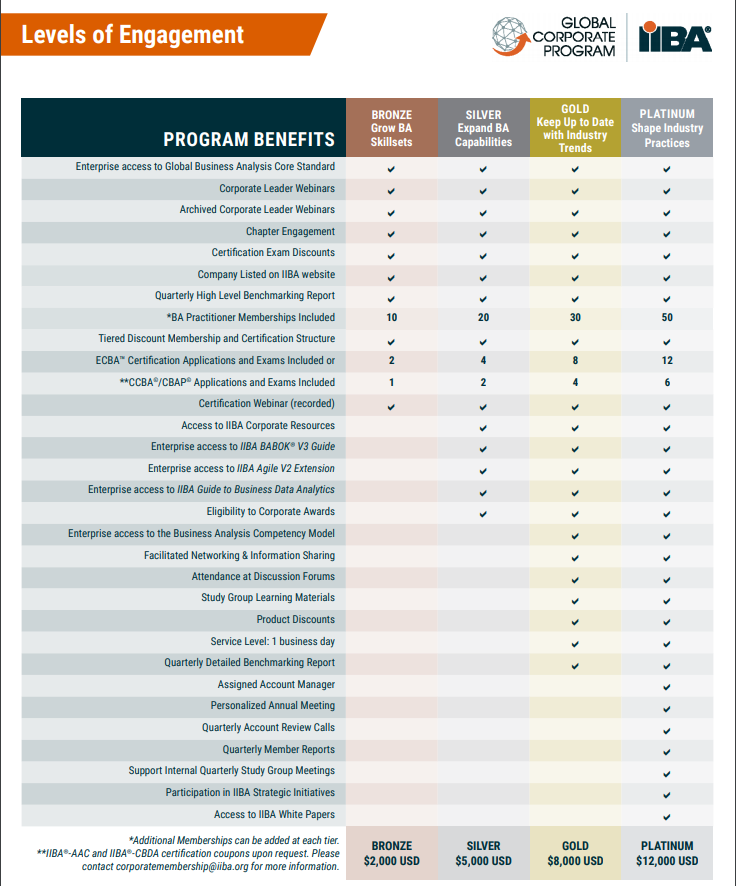 Levels of Engagement
GLOBAL
CORPORATE
PROGRAM
iiBA®
PROGRAM BENEFITS
BRONZE
Grow BA
Skillsets
SILVER
Expand BA
Capabilities
GOLD
Keep Up to Date
with Industry
Trends
PLATINUM
Shape Industry
Practices
Enterprise access to Global Business Analysis Core Standard
Corporate Leader Webinars
Archived Corporate Leader Webinars
Chapter Engagement
Certification Exam Discounts
Company Listed on IIBA website
Quarterly High Level Benchmarking Report
*BA Practitioner Memberships Included 10 20 30 50
Tiered Discount Membership and Certification Structure
ECBA™ Certification Applications and Exams Included or 2 4 8 12
**CCBA®/CBAP® Applications and Exams Included 1 2 4 6
Certification Webinar (recorded)
Access to IIBA Corporate Resources
Enterprise access to IIBA BABOK® V3 Guide
Enterprise access to IIBA Agile V2 Extension
Enterprise access to IIBA Guide to Business Data Analytics
Eligibility to Corporate Awards
Enterprise access to the Business Analysis Competency Model
Facilitated Networking & Information Sharing
Attendance at Discussion Forums
Study Group Learning Materials
Product Discounts
Service Level: 1 business day
Quarterly Detailed Benchmarking Report
Assigned Account Manager
Personalized Annual Meeting
Quarterly Account Review Calls
Quarterly Member Reports
Support Internal Quarterly Study Group Meetings
Participation in IIBA Strategic Initiatives
Access to IIBA White Papers
*Additional Memberships can be added at each tier.
**IIBA®-AAC and IIBA®-CBDA certification coupons upon request. Please
contact corporatemembership@iiba.org for more information.
BRONZE
$2,000 USD
SILVER
$5,000 USD
GOLD
$8,000 USD
PLATINUM
$12,000 USD